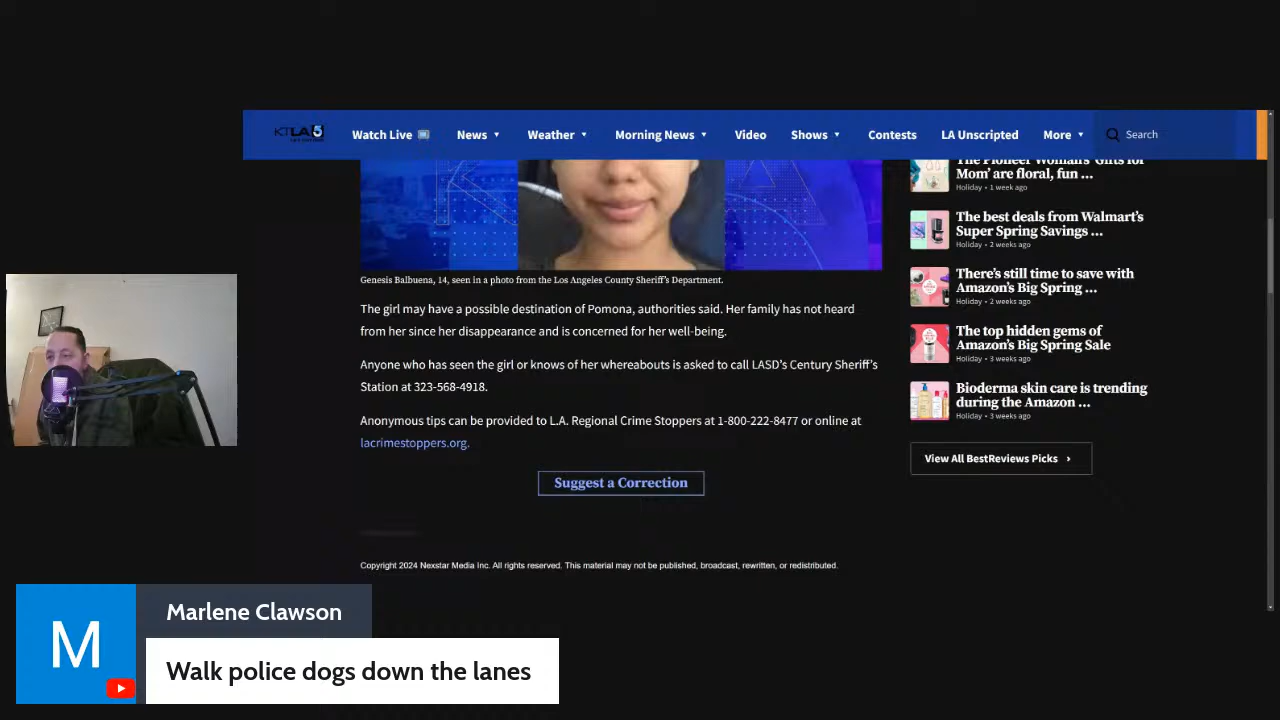 KTLA 5
Watch Live
News
Weather
Morning News
Video
Shows
Contests
LA Unscripted
More
Search
Genesis Balbuena, 14, seen in a photo from the Los Angeles County Sheriff's Department.
The girl may have a possible destination of Pomona, authorities said. Her family has not heard
from her since her disappearance and is concerned for her well-being.
Anyone who has seen the girl or knows of her whereabouts is asked to call LASD's Century Sheriff's
Station at 323-568-4918.
Anonymous tips can be provided to L.A. Regional Crime Stoppers at 1-800-222-8477 or online at
lacrimestoppers.org.
Suggest a Correction
Copyright 2024 Nexstar Media Inc. All rights reserved. This material may not be published, broadcast, rewritten, or redistributed.
The Pioneer Woman's 'Gifts for
Mom' are floral, fun ...
Holiday • 1 week ago
The best deals from Walmart's
Super Spring Savings ...
Holiday • 2 weeks ago
There's still time to save with
Amazon's Big Spring ...
Holiday • 2 weeks ago
The top hidden gems of
Amazon's Big Spring Sale
Holiday • 3 weeks ago
Bioderma skin care is trending
during the Amazon ...
Holiday • 3 weeks ago
View All BestReviews Picks ›
M
Marlene Clawson
Walk police dogs down the lanes